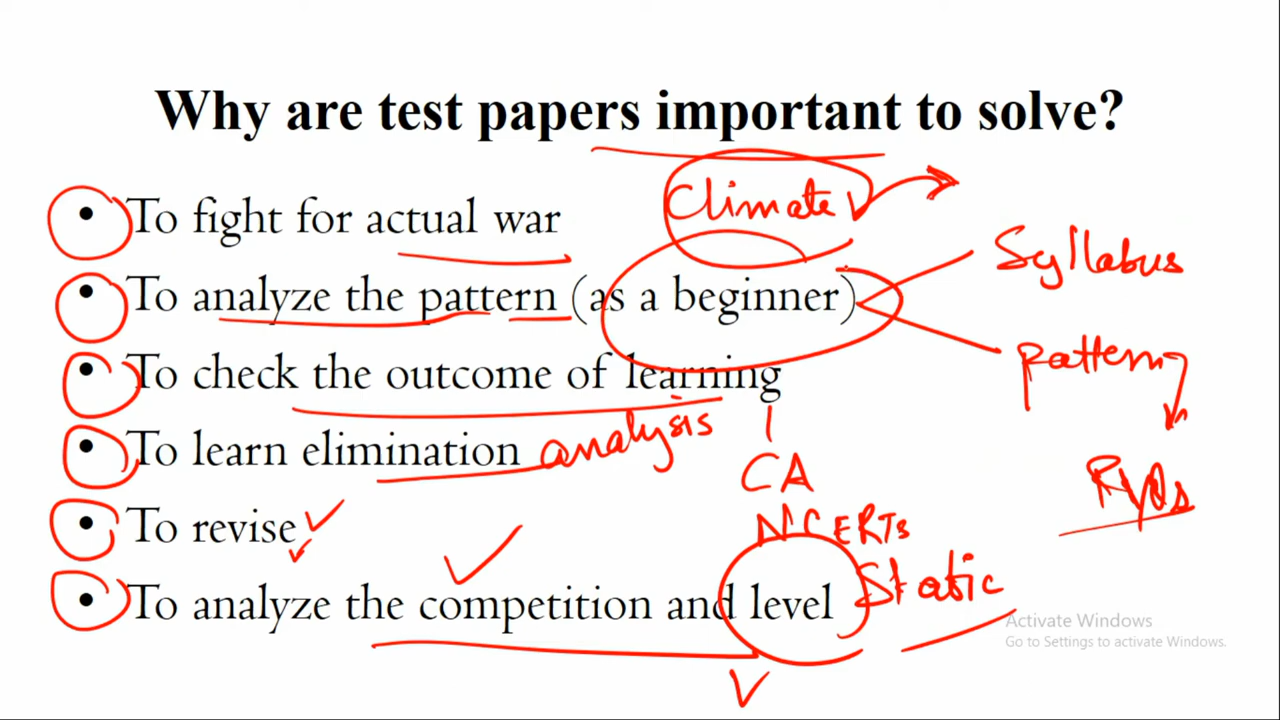 Why are test papers important to solve?
Climate
• To fight for actual war
Syllabus
• To analyze the pattern (as a beginner)
pattern
• To check the outcome of learning
• To learn elimination analysis
CA
• To revise
NCERTs
• To analyze the competition and level
Static
Activate Windows
Go to Settings to activate Windows.